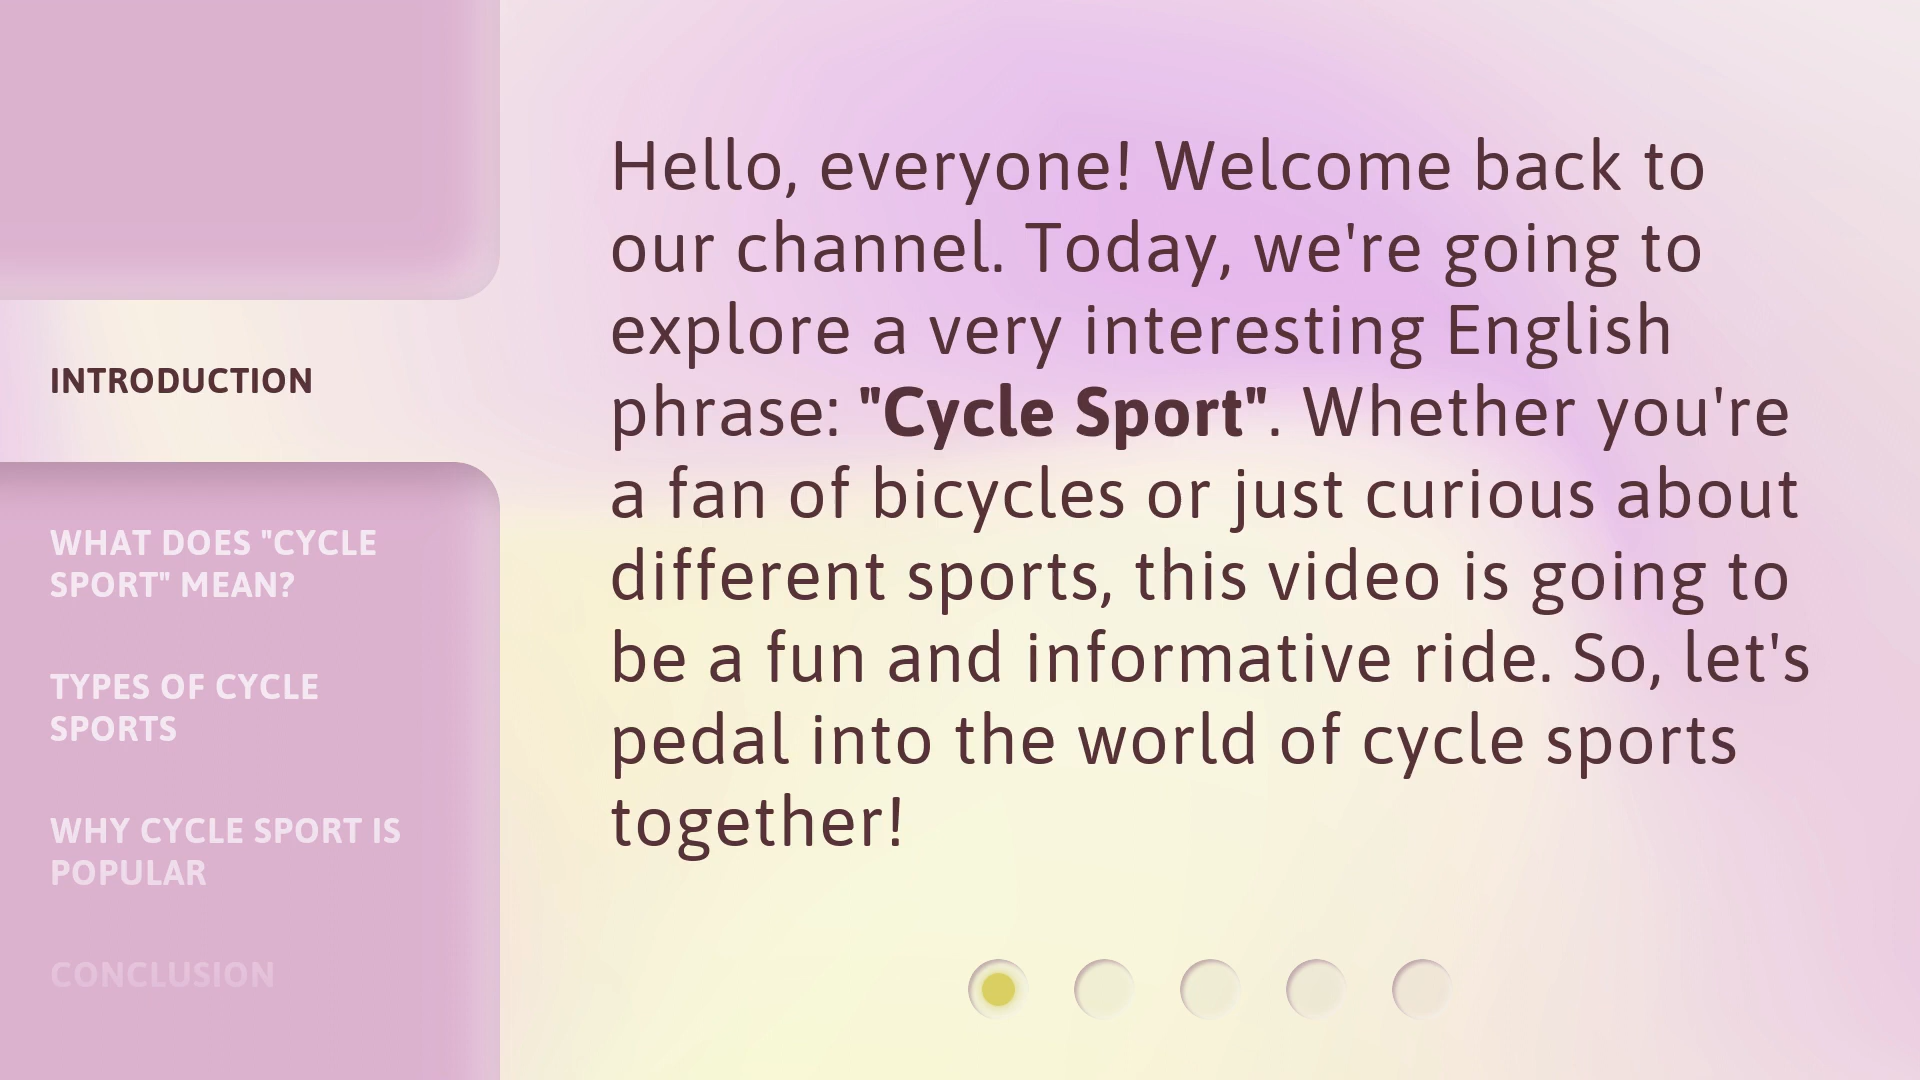 INTRODUCTION
WHAT DOES "CYCLE
SPORT" MEAN?
TYPES OF CYCLE
SPORTS
WHY CYCLE SPORT IS
POPULAR
CONCLUSION
Hello, everyone! Welcome back to
our channel. Today, we're going to
explore a very interesting English
phrase: "Cycle Sport". Whether you're
a fan of bicycles or just curious about
different sports, this video is going to
be a fun and informative ride. So, let's
pedal into the world of cycle sports
together!